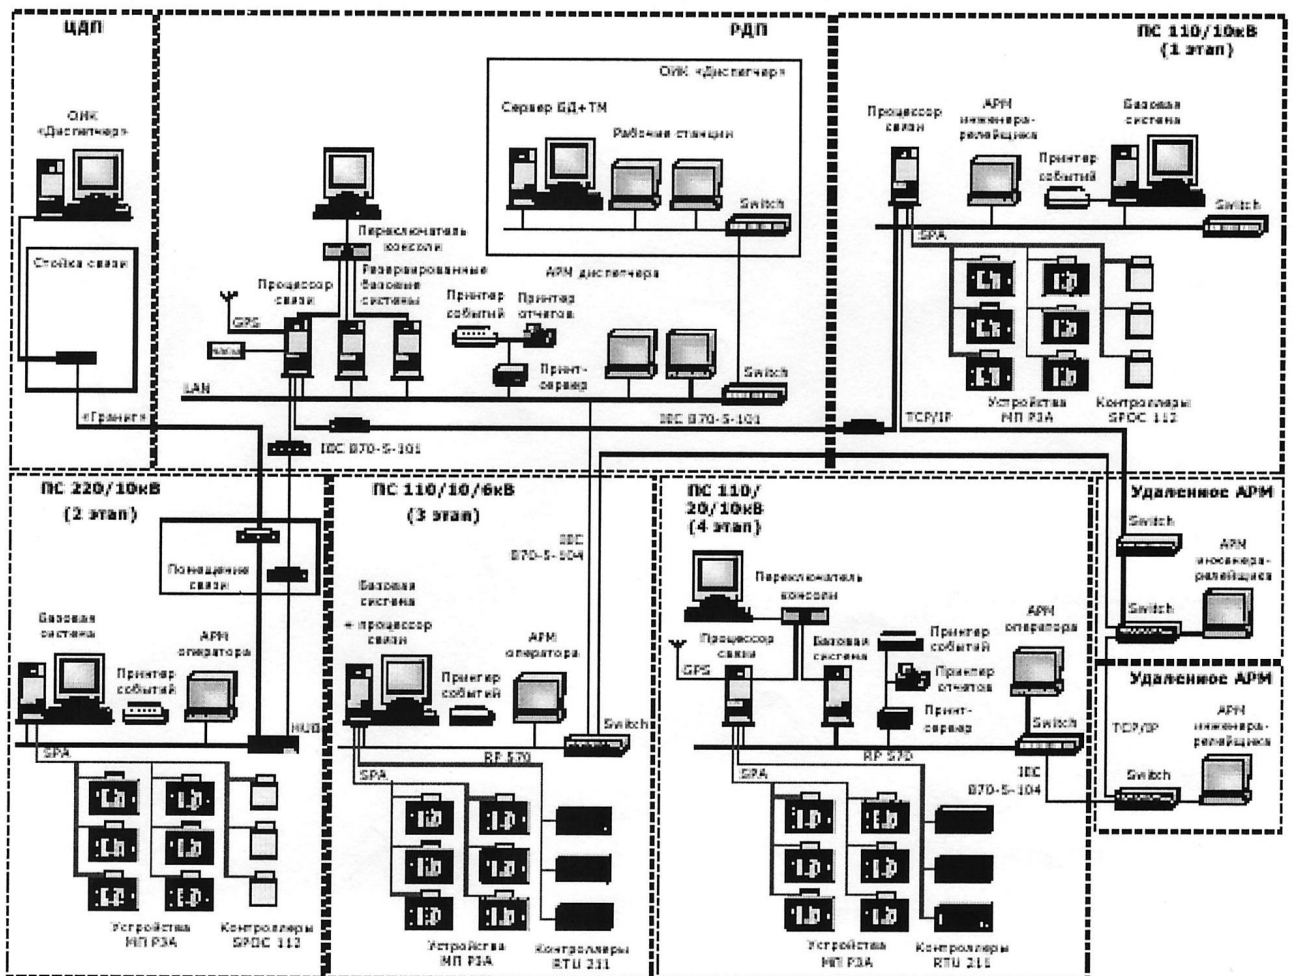 ЦДП
ОИК
«Диспетчер»
Стойка связи
«Гранит»
РДП
ОИК «Диспетчер»
Сервер БД+ТМ
Рабочие станции
Switch
Переключатель
консоли
Резервированные
базовые
системы
Процессор
связи
GPS
LAN
АРМ диспетчера
Принтер
событий
Принтер
отчетов
Принт-
сервер
Switch
IEC 870-5-101
IEC 870-5-101
ПС 110/10кВ
(1 этап)
Процессор
связи
АРМ
инженера-
релейщика
Принтер
событий
Базовая
система
Switch
SPA
TCP/IP
Устройства
МП РЗА
Контроллеры
SPOC 112
ПС 220/10кВ
(2 этап)
Помещение
связи
Базовая
система
Принтер
событий
АРМ
оператора
HUB
SPA
Устройства
МП РЗА
Контроллеры
SPOC 112
ПС 110/10/6кВ
(3 этап)
IEC
870-5-104
Базовая
система
+ процессор
связи
Принтер
событий
АРМ
оператора
Switch
RP 570
SPA
Устройства
МП РЗА
Контроллеры
RTU 211
ПС 110/
20/10кВ
(4 этап)
Переключатель
консоли
Процессор
связи
GPS
Базовая
система
Принтер
событий
Принтер
отчетов
Принт-
сервер
АРМ
оператора
Switch
RP 570
SPA
IEC
870-5-104
Устройства
МП РЗА
Контроллеры
RTU 211
Удаленное АРМ
Switch
АРМ
инженера-
релейщика
Switch
Удаленное АРМ
TCP/IP
АРМ
инженера-
релейщика
Switch